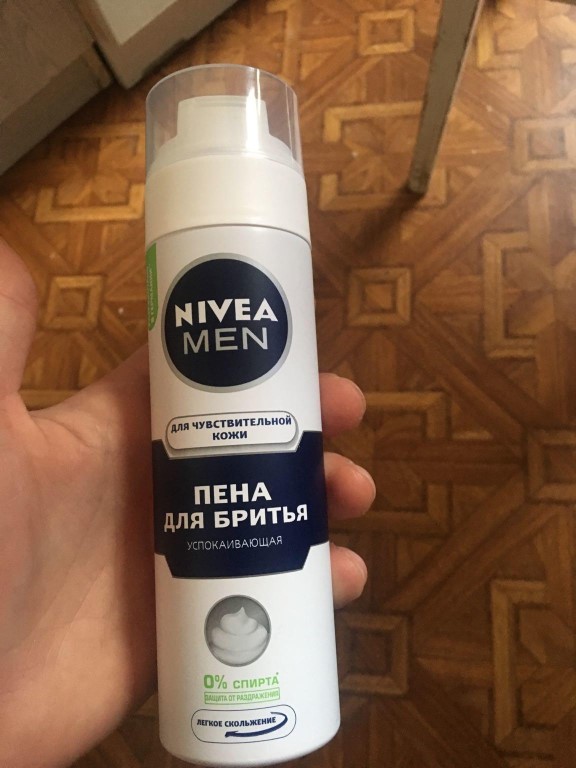 NIVEA
MEN
ДЛЯ ЧУВСТВИТЕЛЬНОЙ
КОЖИ
ПЕНА
ДЛЯ БРИТЬЯ
УСПОКАИВАЮЩАЯ
0% СПИРТА*
ЗАЩИТА ОТ РАЗДРАЖЕНИЯ
ЛЕГКОЕ СКОЛЬЖЕНИЕ